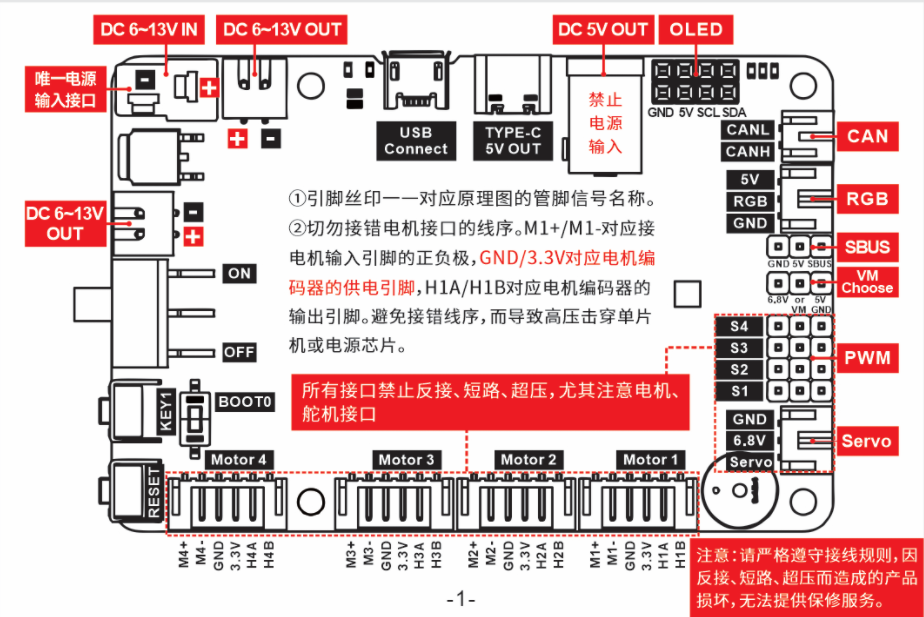 DC 6~13V IN
DC 6~13V OUT
DC 5V OUT
OLED
唯一电源
输入接口
USB
Connect
TYPE-C
5V OUT
禁止
电源
输入
GND 5V SCL SDA
CANL
CANH
CAN
5V
RGB
GND
RGB
DC 6~13V
OUT
SBUS
GND 5V SBUS
VM
Choose
6.8V or 5V
VM GND
①引脚丝印一一对应原理图的管脚信号名称。
②切勿接错电机接口的线序。M1+/M1-对应接
电机输入引脚的正负极,GND/3.3V对应电机编
码器的供电引脚,H1A/H1B对应电机编码器的
输出引脚。避免接错线序,而导致高压击穿单片
机或电源芯片。
ON
OFF
S4
S3
S2
S1
PWM
所有接口禁止反接、短路、超压,尤其注意电机、
舵机接口
KEY1
BOOT0
GND
6.8V
Servo
Servo
RESET
Motor 4
Motor 3
Motor 2
Motor 1
M4+
M4-
GND
3.3V
H4A
H4B
M3+
M3-
GND
3.3V
H3A
H3B
M2+
M2-
GND
3.3V
H2A
H2B
M1+
M1-
GND
3.3V
H1A
H1B
注意:请严格遵守接线规则,因
反接、短路、超压而造成的产品
损坏,无法提供保修服务。
-1-